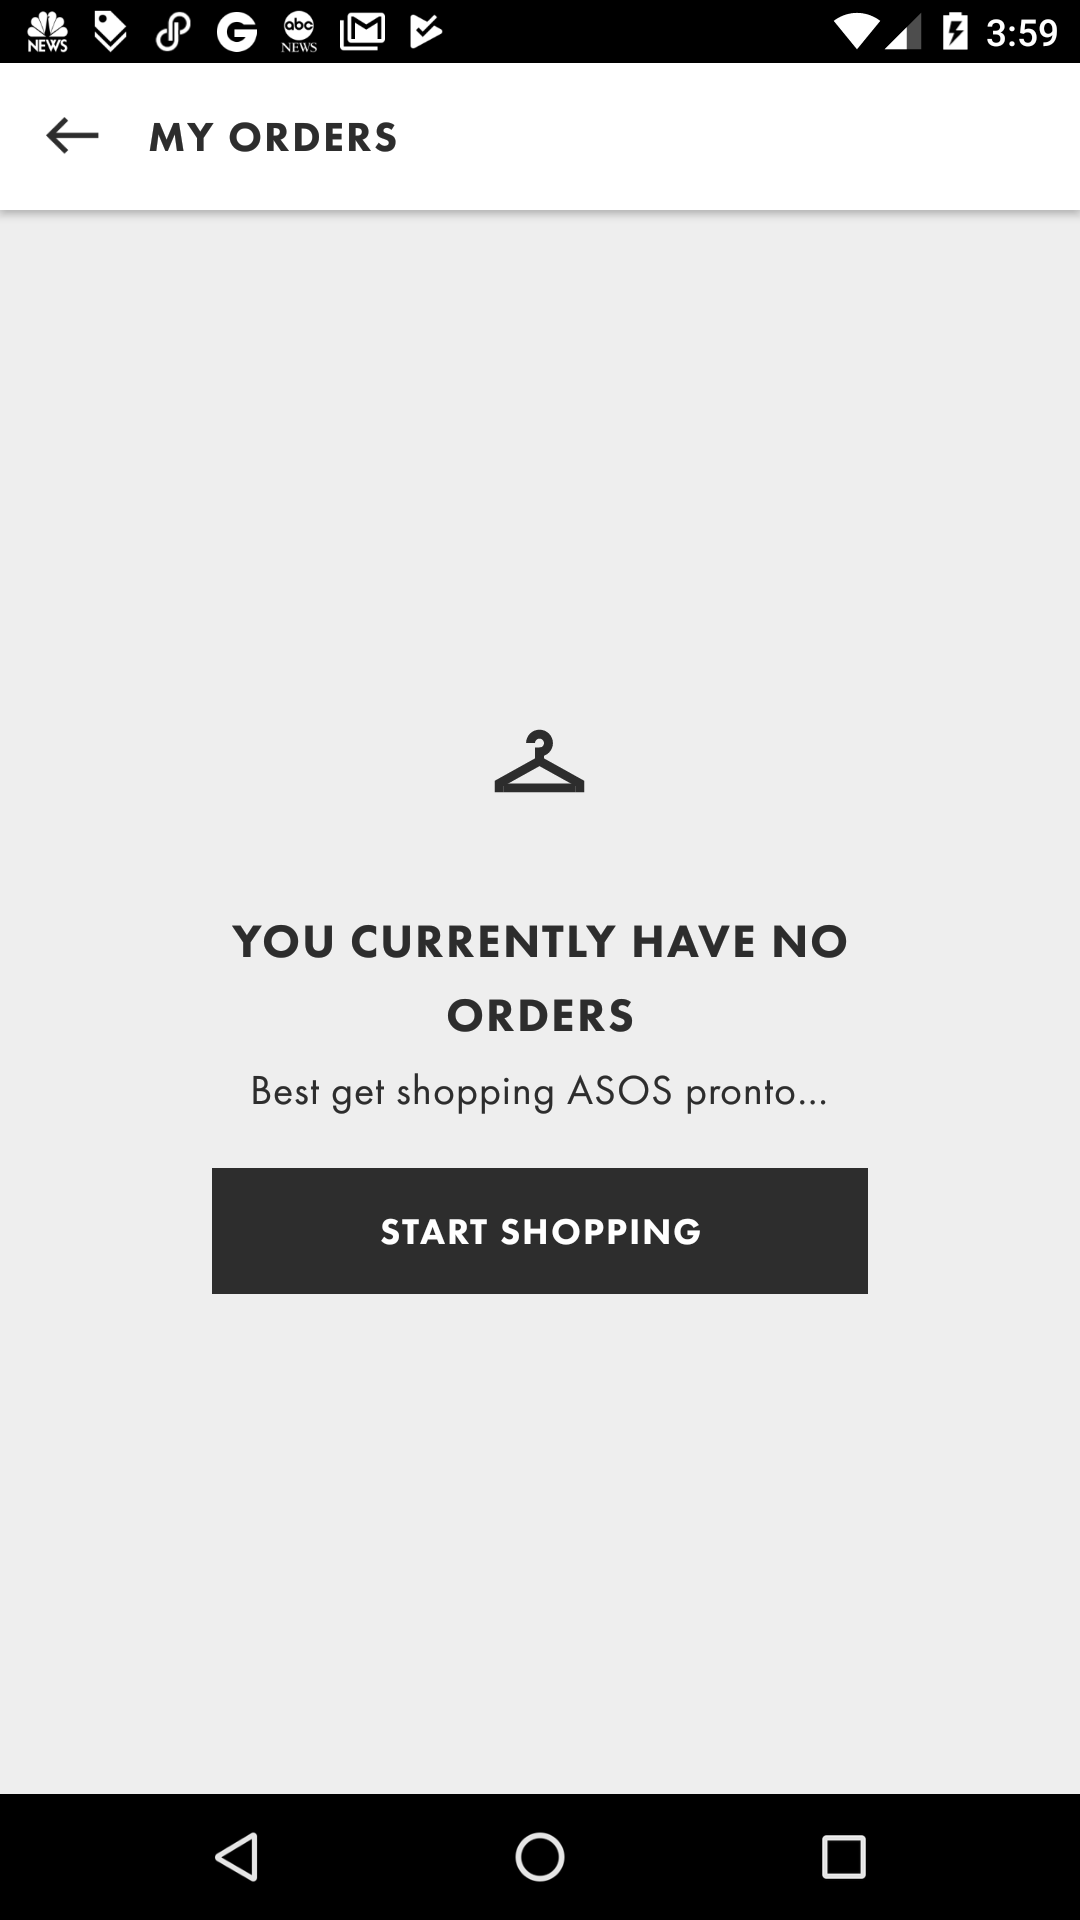 NEWS abc NEWS 3:59
MY ORDERS
YOU CURRENTLY HAVE NO
ORDERS
Best get shopping ASOS pronto...
START SHOPPING